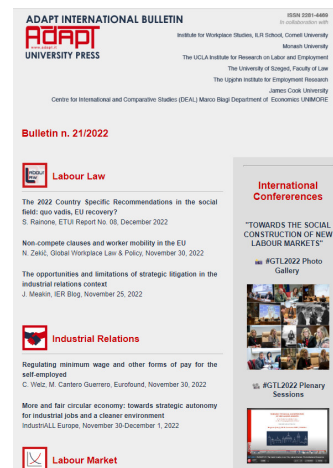 ADAPT INTERNATIONAL BULLETIN
ISSN 2281-4469
in collaboration with
ADAPT
www.adapt.it
UNIVERSITY PRESS
Institute for Workplace Studies, ILR School, Cornell University
Monash University
The UCLA Institute for Research on Labor and Employment
The University of Szeged, Faculty of Law
The Upjohn Institute for Employment Research
James Cook University
Centre for International and Comparative Studies (DEAL) Marco Biagi Department of Economics UNIMORE
Bulletin n. 21/2022
Labour Law
The 2022 Country Specific Recommendations in the social
field: quo vadis, EU recovery?
S. Rainone, ETUI Report No. 08, December 2022
Non-compete clauses and worker mobility in the EU
N. Zekić, Global Workplace Law & Policy, November 30, 2022
The opportunities and limitations of strategic litigation in the
industrial relations context
J. Meakin, IER Blog, November 25, 2022
Industrial Relations
Regulating minimum wage and other forms of pay for the
self-employed
C. Welz, M. Cantero Guerrero, Eurofound, November 30, 2022
More and fair circular economy: towards strategic autonomy
for industrial jobs and a cleaner environment
IndustriALL Europe, November 30-December 1, 2022
Labour Market
International
Confererences
"TOWARDS THE SOCIAL
CONSTRUCTION OF NEW
LABOUR MARKETS"
#GTL2022 Photo
Gallery
#GTL2022 Plenary
Sessions